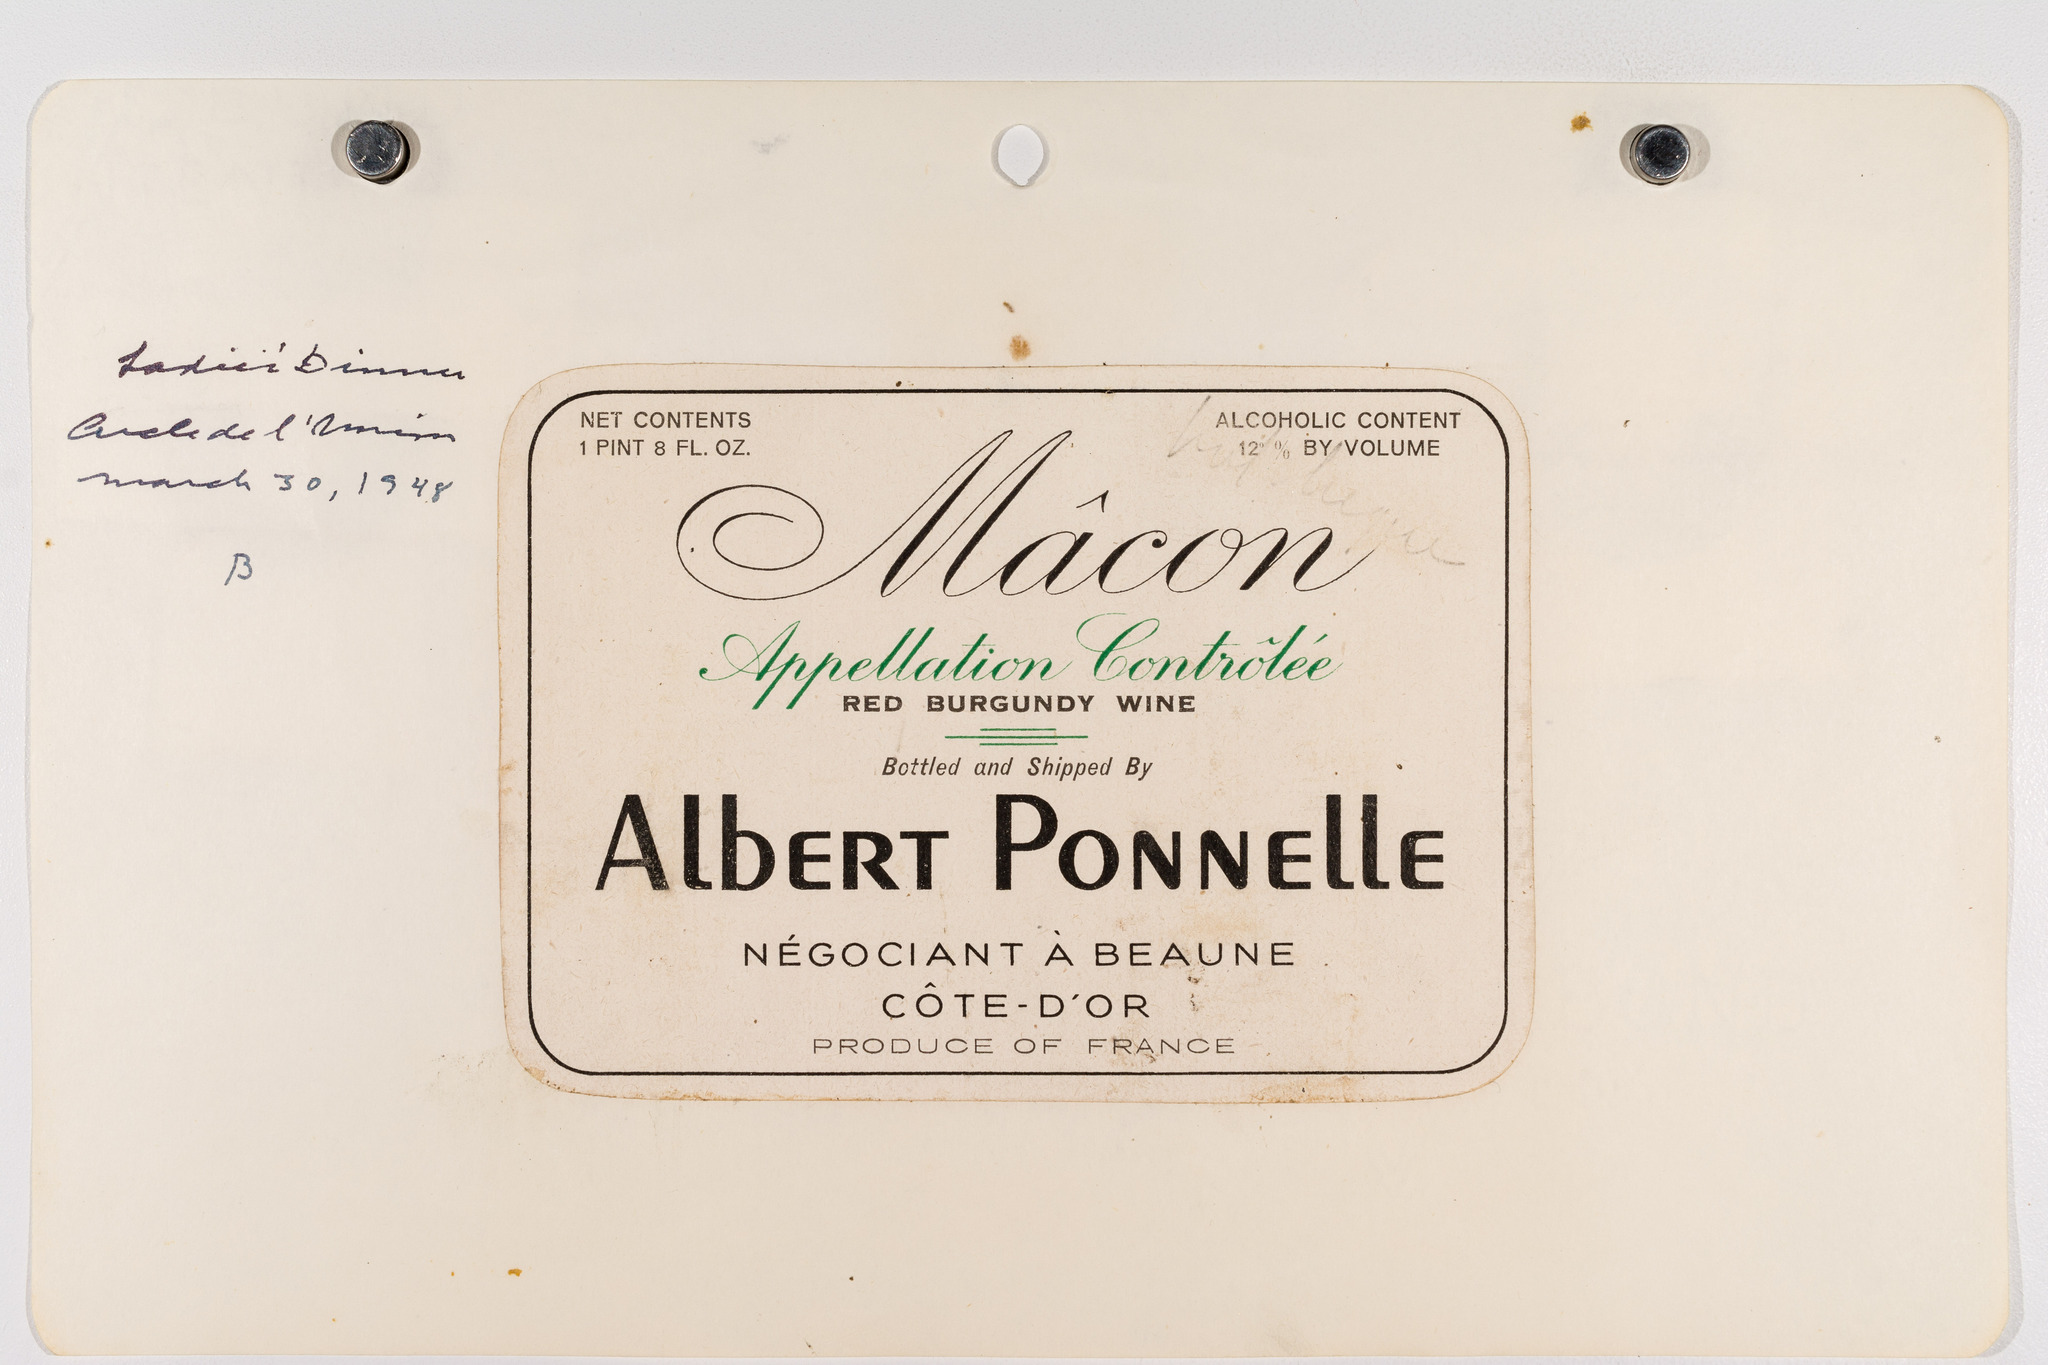 Ladies' Dinner
Cercle de l'Union
March 30, 1948
B
NET CONTENTS
1 PINT 8 FL. OZ.
ALCOHOLIC CONTENT
12% BY VOLUME
Mâcon
Appellation Contrôlée
RED BURGUNDY WINE
Bottled and Shipped By
Albert Ponnelle
NÉGOCIANT À BEAUNE
CÔTE-D'OR
PRODUCE OF FRANCE